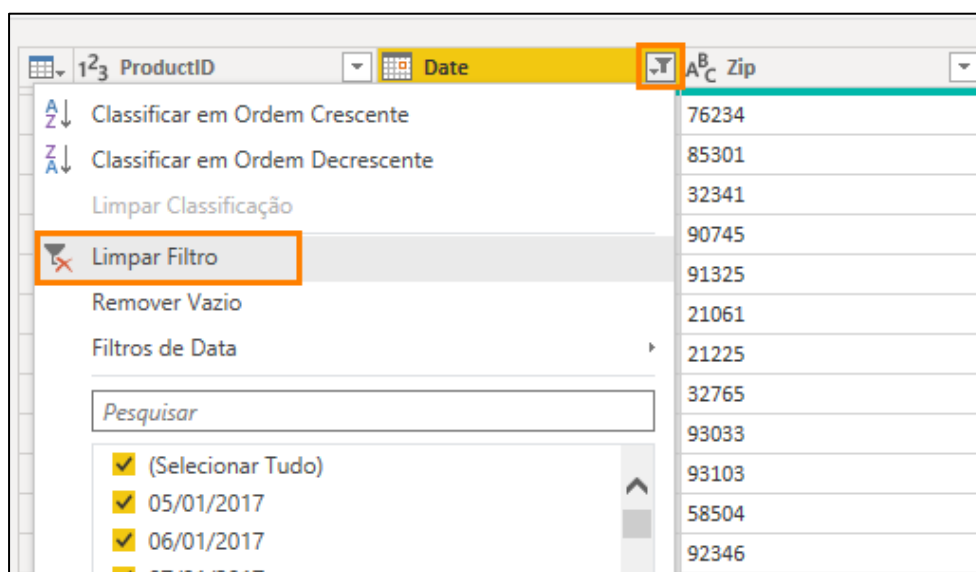 1²3 ProductID Date ABC Zip
Classificar em Ordem Crescente
Classificar em Ordem Decrescente
Limpar Classificação
Limpar Filtro
Remover Vazio
Filtros de Data
Pesquisar
(Selecionar Tudo)
05/01/2017
06/01/2017
76234
85301
32341
90745
91325
21061
21225
32765
93033
93103
58504
92346